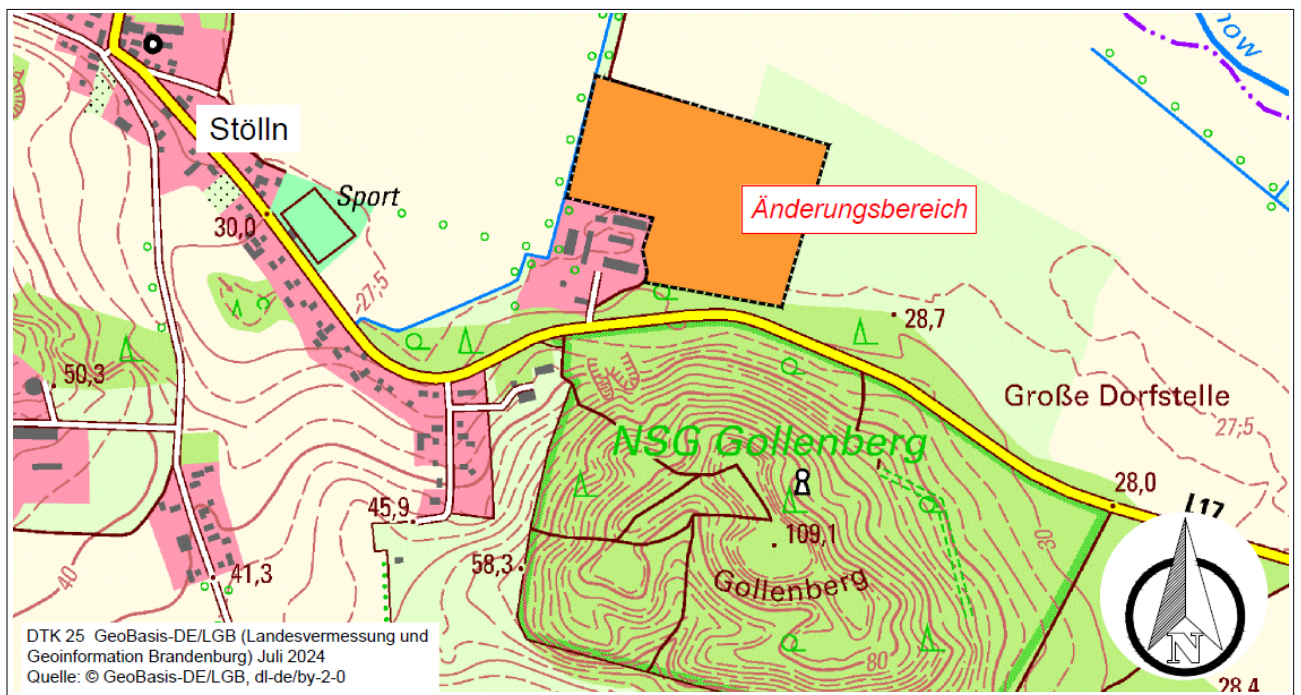 now
Stölln
Sport
Änderungsbereich
30,0
27,5
28,7
50,3
Große Dorfstelle
27,5
NSG Gollenberg
28,0
L17
45,9
109,1
30
58,3
Gollenberg
41,3
40
DTK 25 GeoBasis-DE/LGB (Landesvermessung und
Geoinformation Brandenburg) Juli 2024
Quelle: © GeoBasis-DE/LGB, dl-de/by-2-0
80
N
28,4